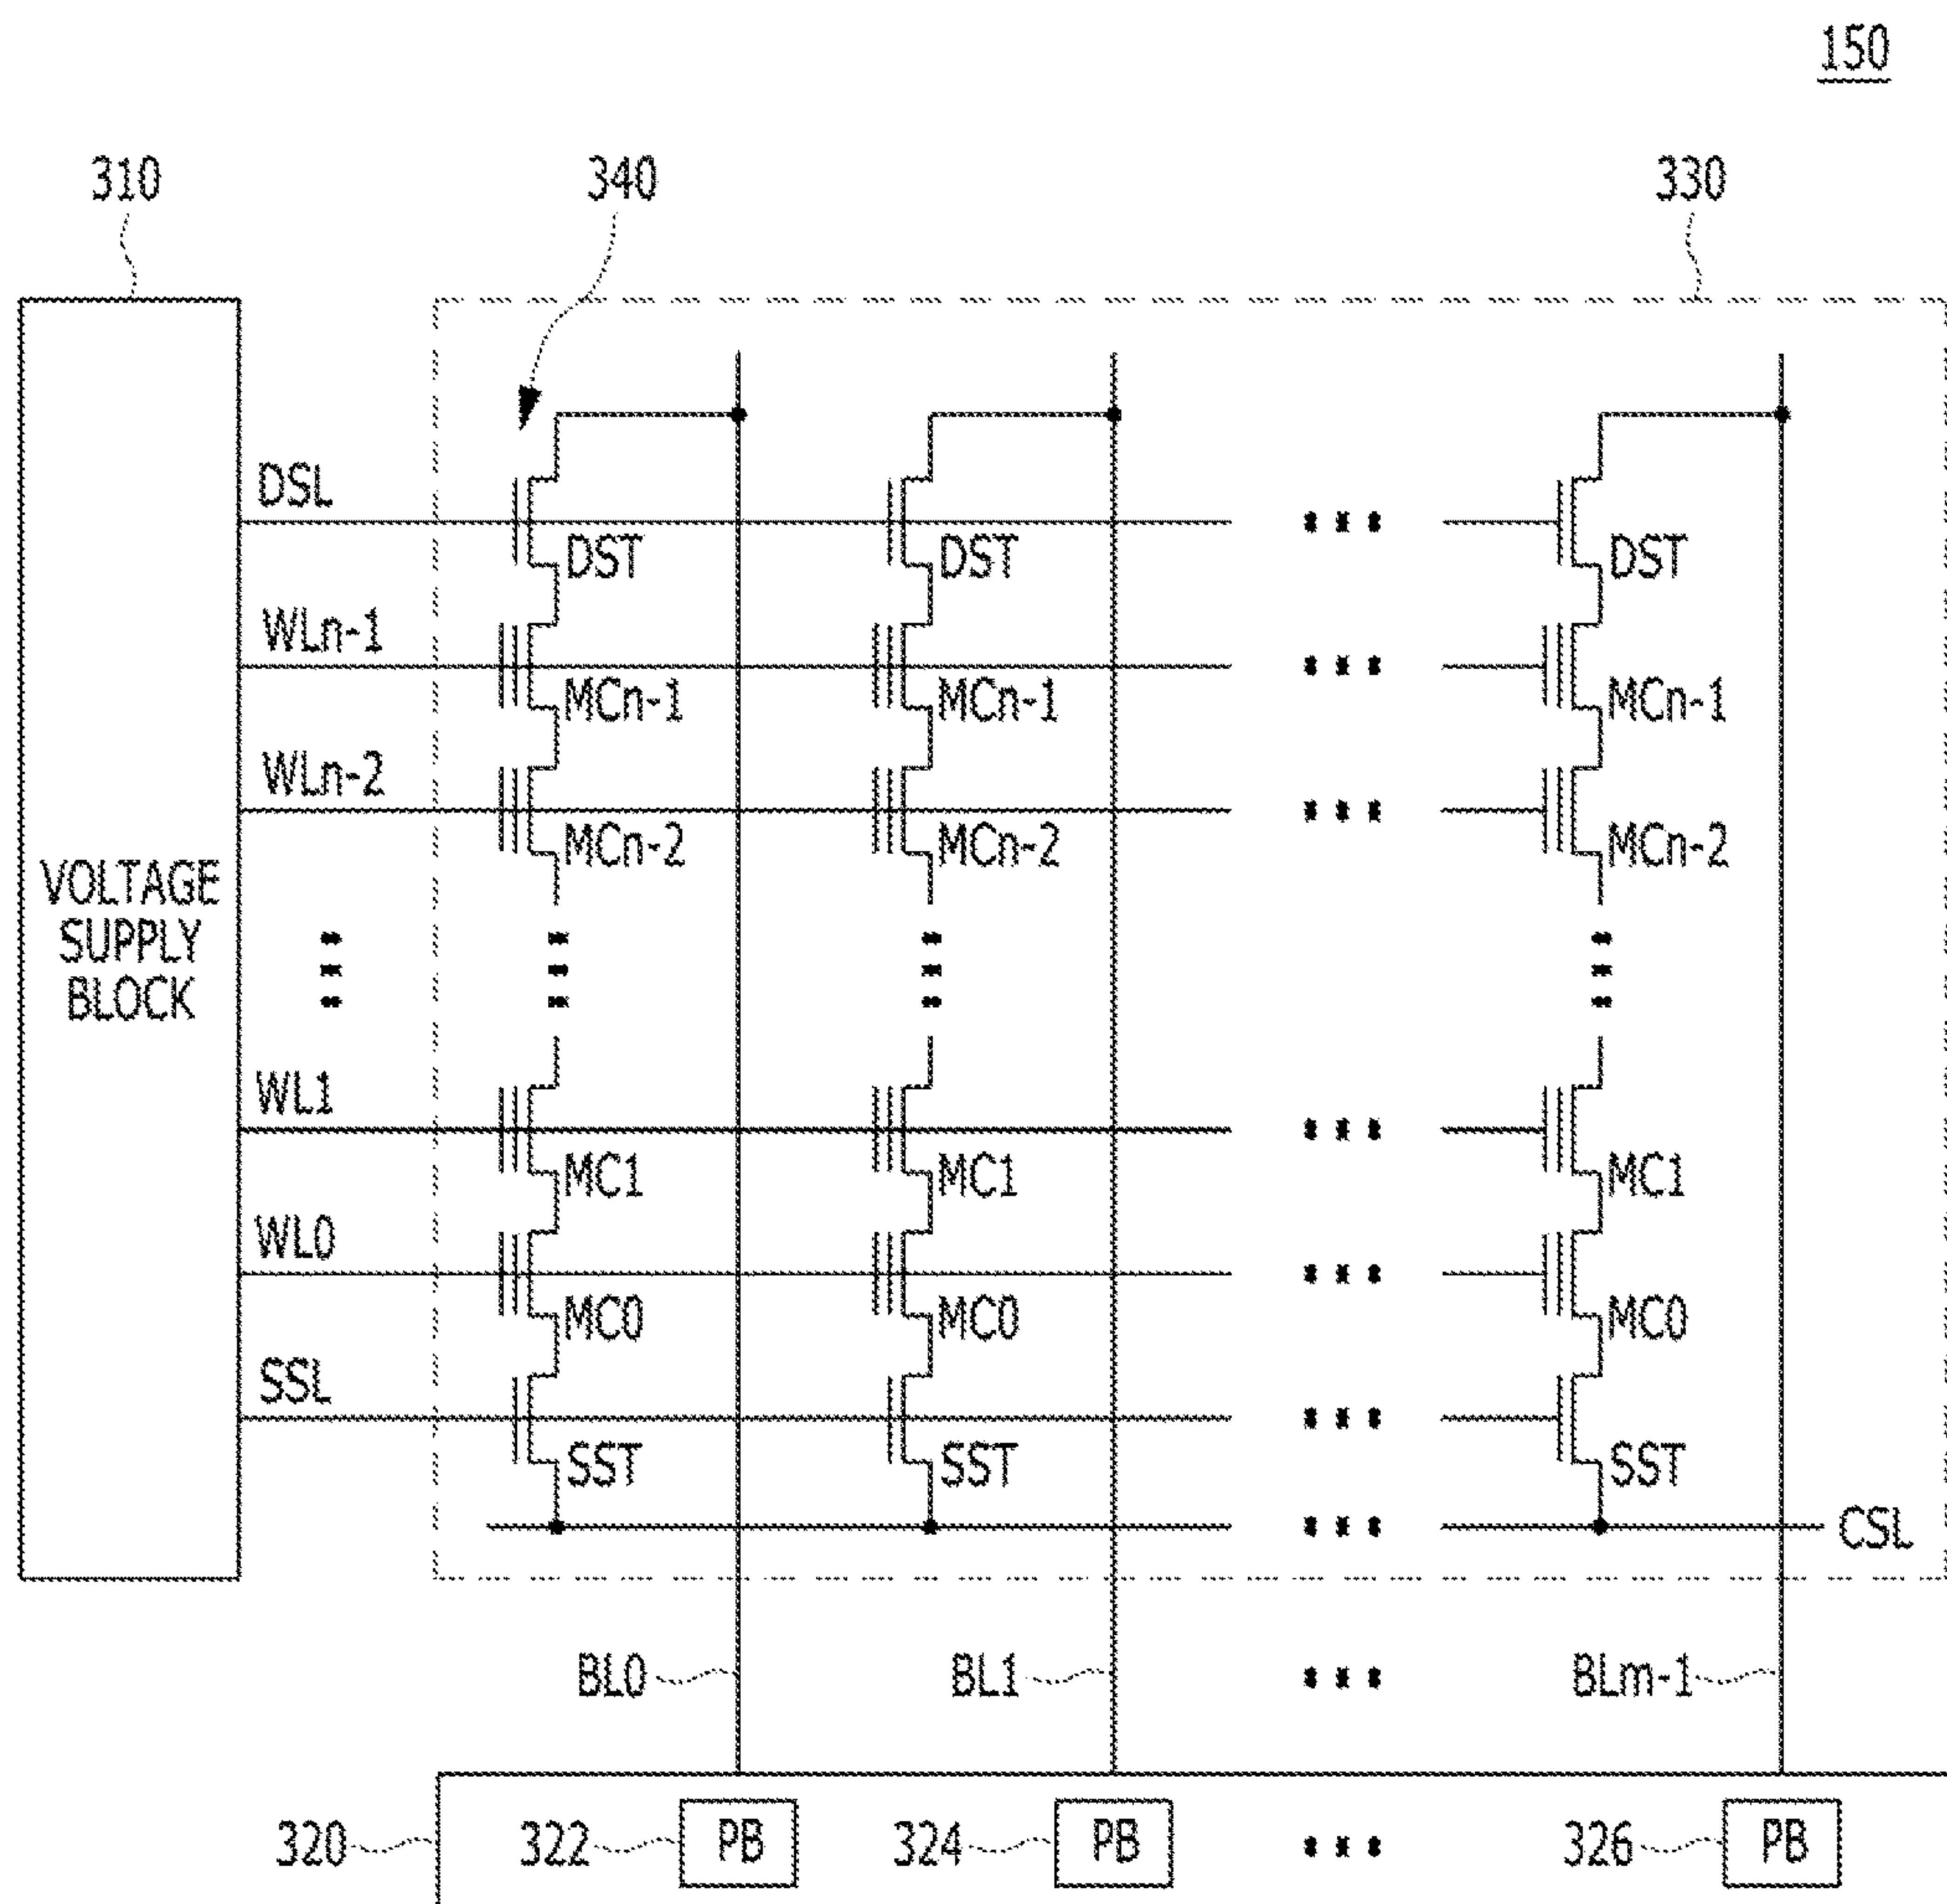 150
310 340 330
DSL
DST DST DST
WLn-1
MCn-1 MCn-1 MCn-1
WLn-2
MCn-2 MCn-2 MCn-2
VOLTAGE
SUPPLY
BLOCK
WL1
MC1 MC1 MC1
WL0
MC0 MC0 MC0
SSL
SST SST SST
CSL
BL0 BL1 BLm-1
320 322 PB 324 PB 326 PB